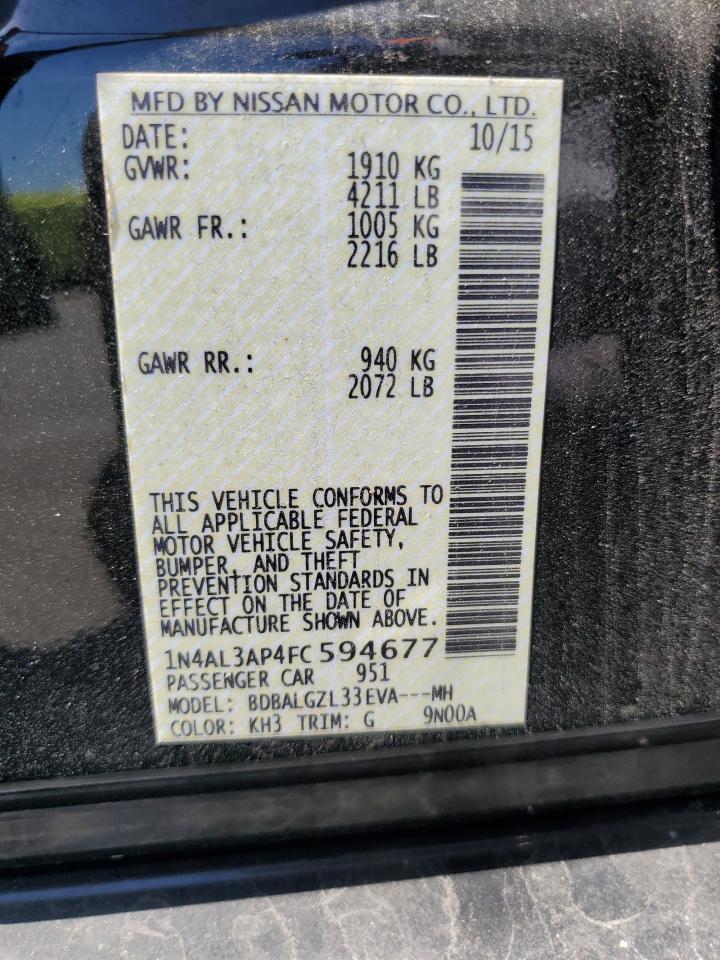 MFD BY NISSAN MOTOR CO., LTD.
DATE: 10/15
GVWR: 1910 KG
4211 LB
GAWR FR.: 1005 KG
2216 LB
GAWR RR.: 940 KG
2072 LB
THIS VEHICLE CONFORMS TO
ALL APPLICABLE FEDERAL
MOTOR VEHICLE SAFETY,
BUMPER, AND THEFT
PREVENTION STANDARDS IN
EFFECT ON THE DATE OF
MANUFACTURE SHOWN ABOVE.
1N4AL3AP4FC 594677
PASSENGER CAR 951
MODEL: BDBALGZL33EVA---MH
COLOR: KH3 TRIM: G 9N00A